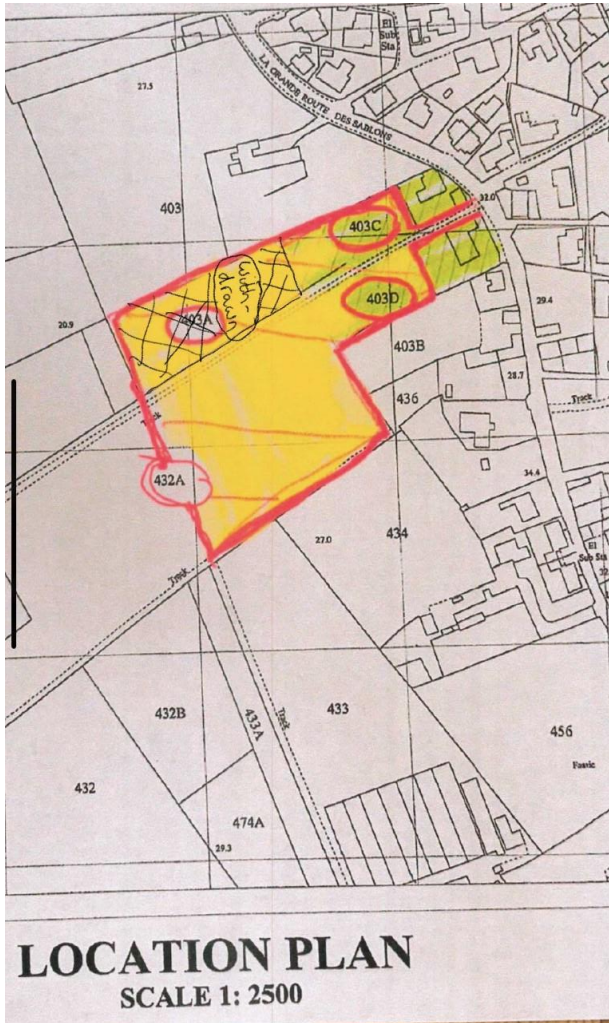 El
Sub
Sta
LA GRANDE ROUTE DES SABLONS
27.5
403
32.0
403C
with-
drawn
403A
403D
29.4
20.9
403B
28.7
436
Track
432A
34.4
27.0
434
El
Sub Sta
Track
432B
433A
Track
433
456
432
474A
29.3
LOCATION PLAN
SCALE 1: 2500